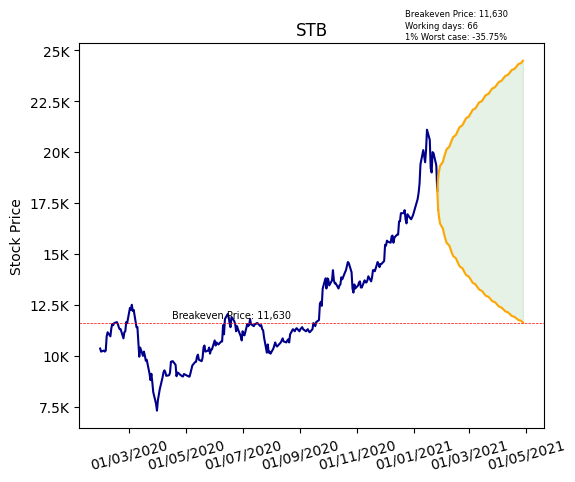 Breakeven Price: 11,630
Working days: 66
1% Worst case: -35.75%
STB
25K
22.5K
20K
17.5K
15K
12.5K
10K
7.5K
Stock Price
Breakeven Price: 11,630
01/03/2020
01/05/2020
01/07/2020
01/09/2020
01/11/2020
01/01/2021
01/03/2021
01/05/2021